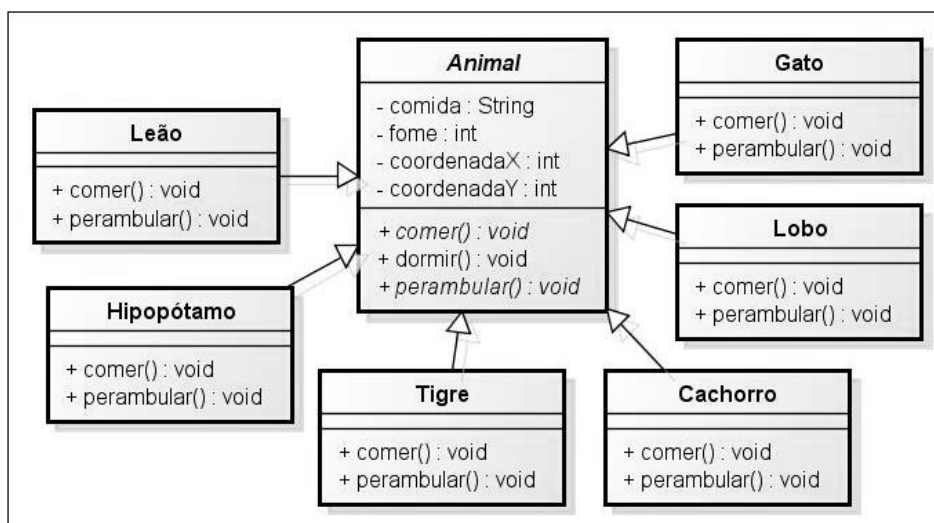 Animal
- comida : String
- fome : int
- coordenadaX : int
- coordenadaY : int
+ comer() : void
+ dormir() : void
+ perambular() : void
Leão
+ comer() : void
+ perambular() : void
Hipopótamo
+ comer() : void
+ perambular() : void
Tigre
+ comer() : void
+ perambular() : void
Cachorro
+ comer() : void
+ perambular() : void
Lobo
+ comer() : void
+ perambular() : void
Gato
+ comer() : void
+ perambular() : void